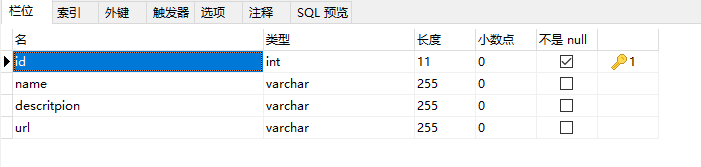 栏位 索引 外键 触发器 选项 注释 SQL 预览
名 类型 长度 小数点 不是 null
id int 11 0 1
name varchar 255 0
descritpion varchar 255 0
url varchar 255 0